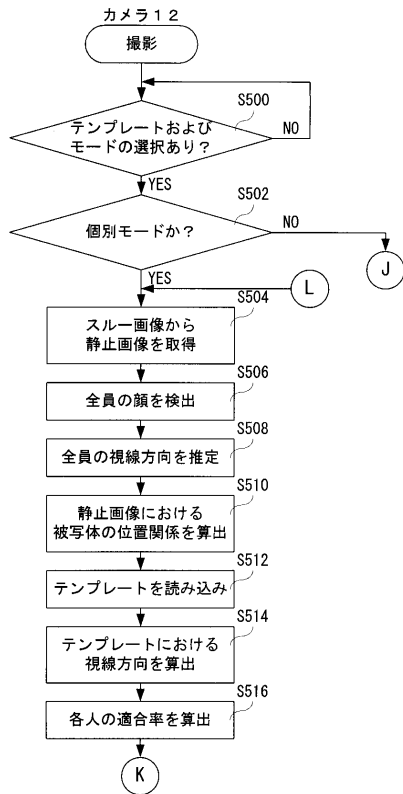 カメラ１２
撮影
S500
テンプレートおよび
モードの選択あり？
NO
YES
S502
個別モードか？
NO
J
YES
L
S504
スルー画像から
静止画像を取得
S506
全員の顔を検出
S508
全員の視線方向を推定
S510
静止画像における
被写体の位置関係を算出
S512
テンプレートを読み込み
S514
テンプレートにおける
視線方向を算出
S516
各人の適合率を算出
K